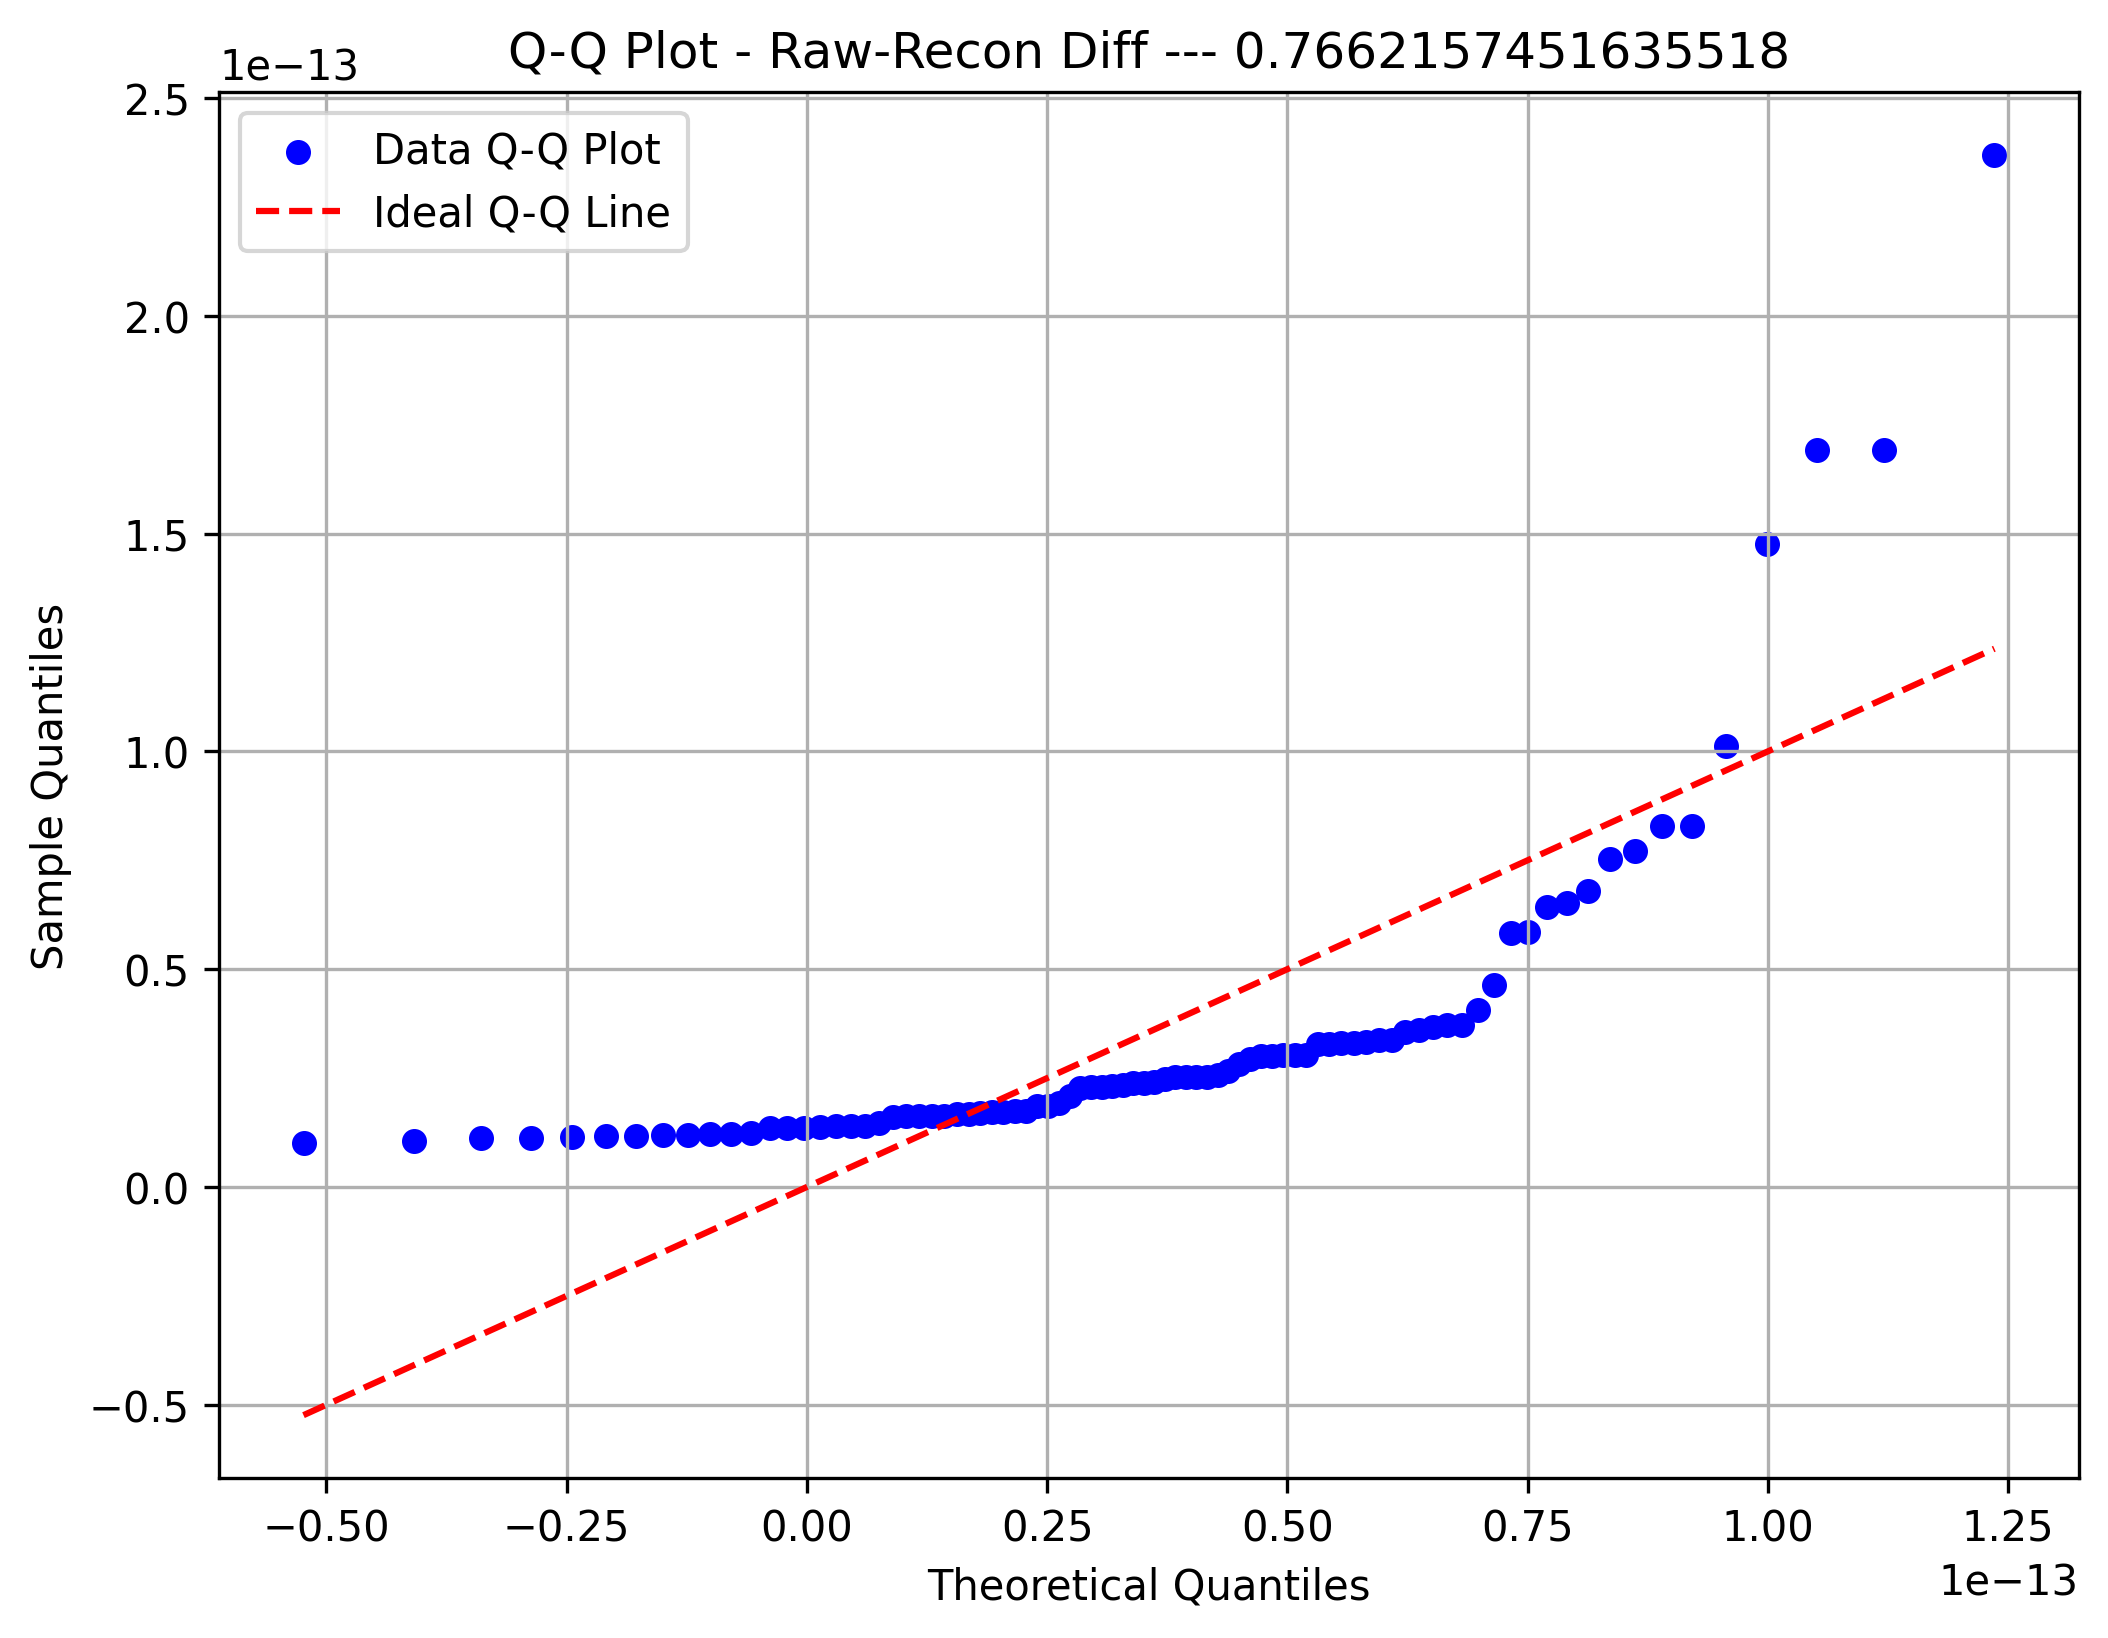 Q-Q Plot - Raw-Recon Diff --- 0.7662157451635518
1e−13
Data Q-Q Plot
Ideal Q-Q Line
2.5
2.0
1.5
1.0
0.5
0.0
−0.5
Sample Quantiles
−0.50 −0.25 0.00 0.25 0.50 0.75 1.00 1.25
1e−13
Theoretical Quantiles